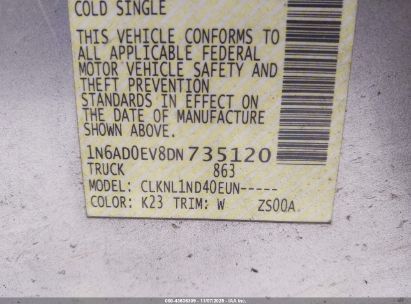 COLD SINGLE
THIS VEHICLE CONFORMS TO
ALL APPLICABLE FEDERAL
MOTOR VEHICLE SAFETY AND
THEFT PREVENTION
STANDARDS IN EFFECT ON
THE DATE OF MANUFACTURE
SHOWN ABOVE.
1N6AD0EV8DN735120
TRUCK 863
MODEL: CLKNL1ND40EUN-----
COLOR: K23 TRIM: W ZS00A